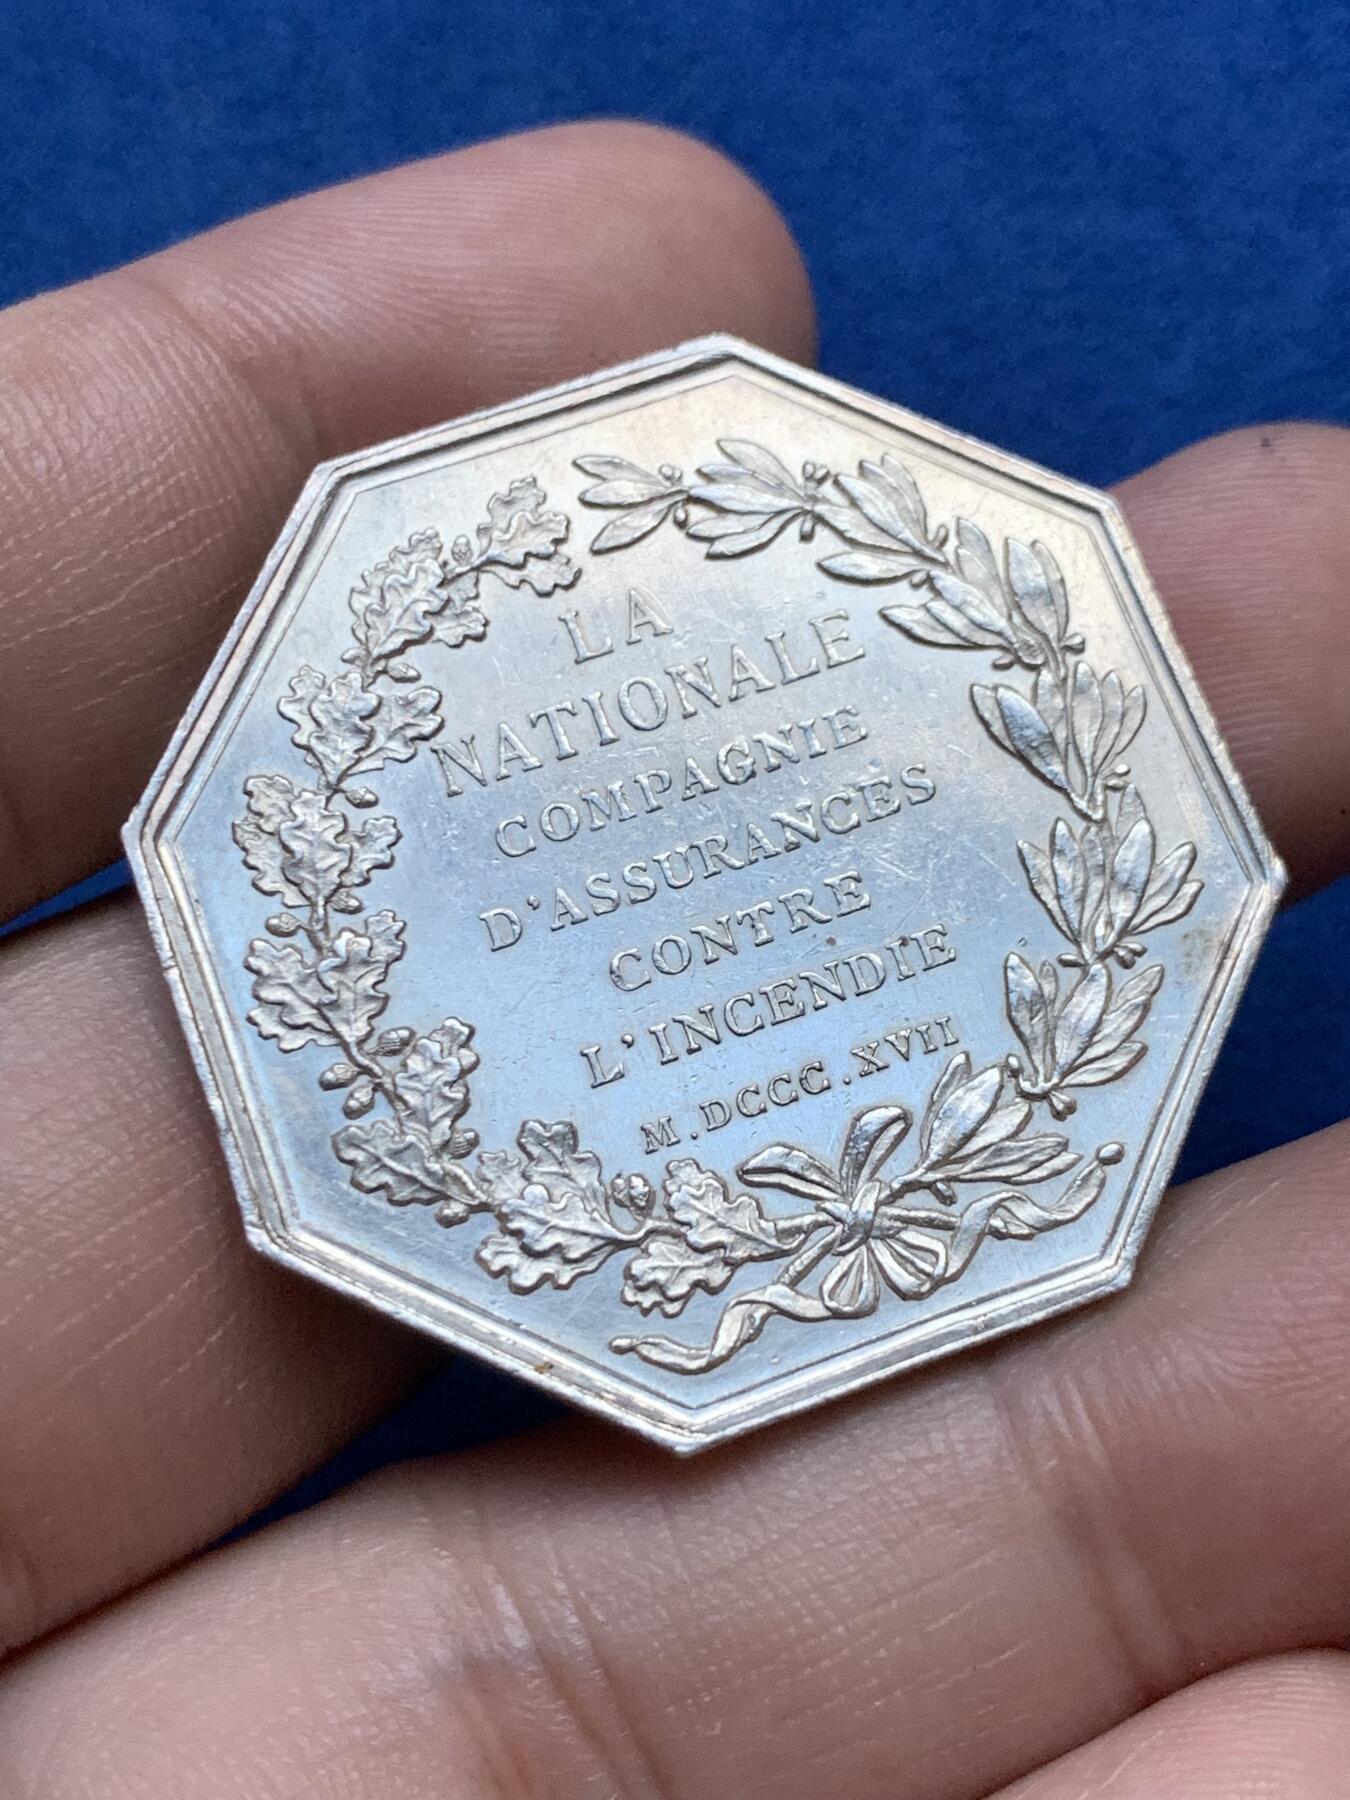 LA
NATIONALE
COMPAGNIE
D'ASSURANCES
CONTRE
L'INCENDIE
M.DCCC.XVII